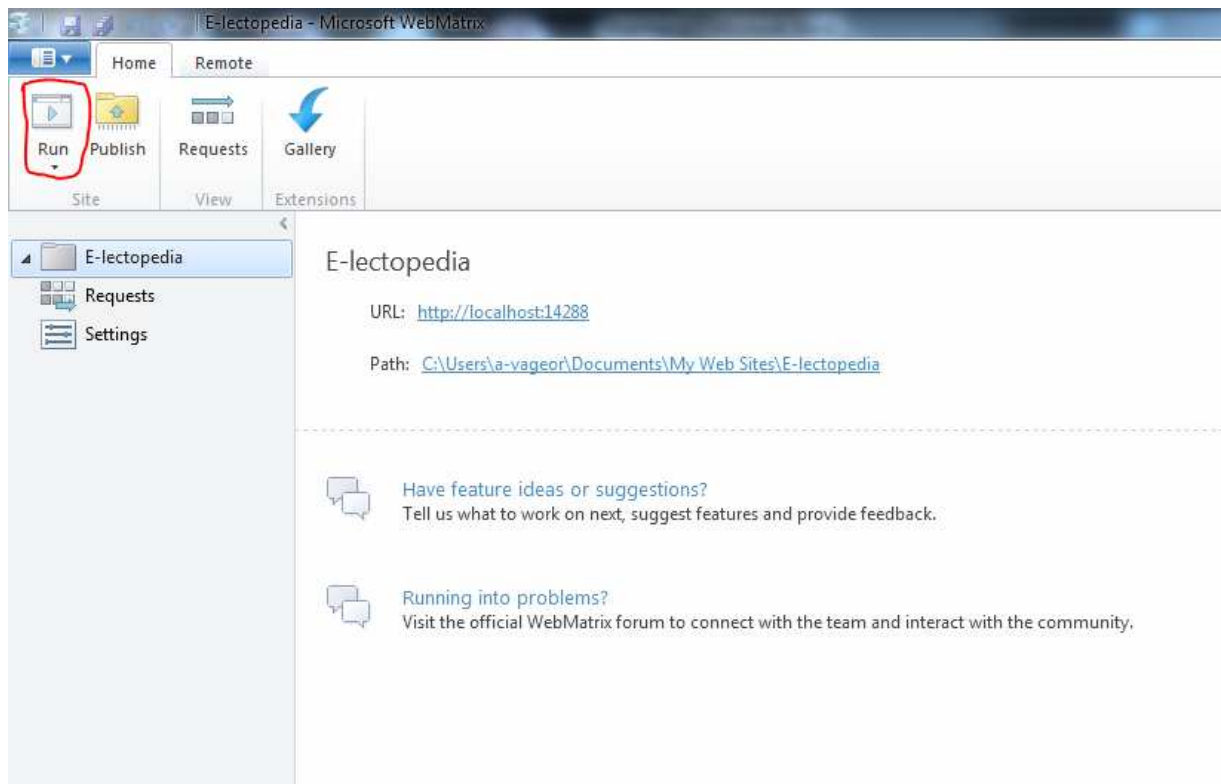 E-lectopedia - Microsoft WebMatrix
Home Remote
Run Publish Requests Gallery
Site View Extensions
E-lectopedia
Requests
Settings
E-lectopedia
URL: http://localhost:14288
Path: C:\Users\a-vageor\Documents\My Web Sites\E-lectopedia
Have feature ideas or suggestions?
Tell us what to work on next, suggest features and provide feedback.
Running into problems?
Visit the official WebMatrix forum to connect with the team and interact with the community.